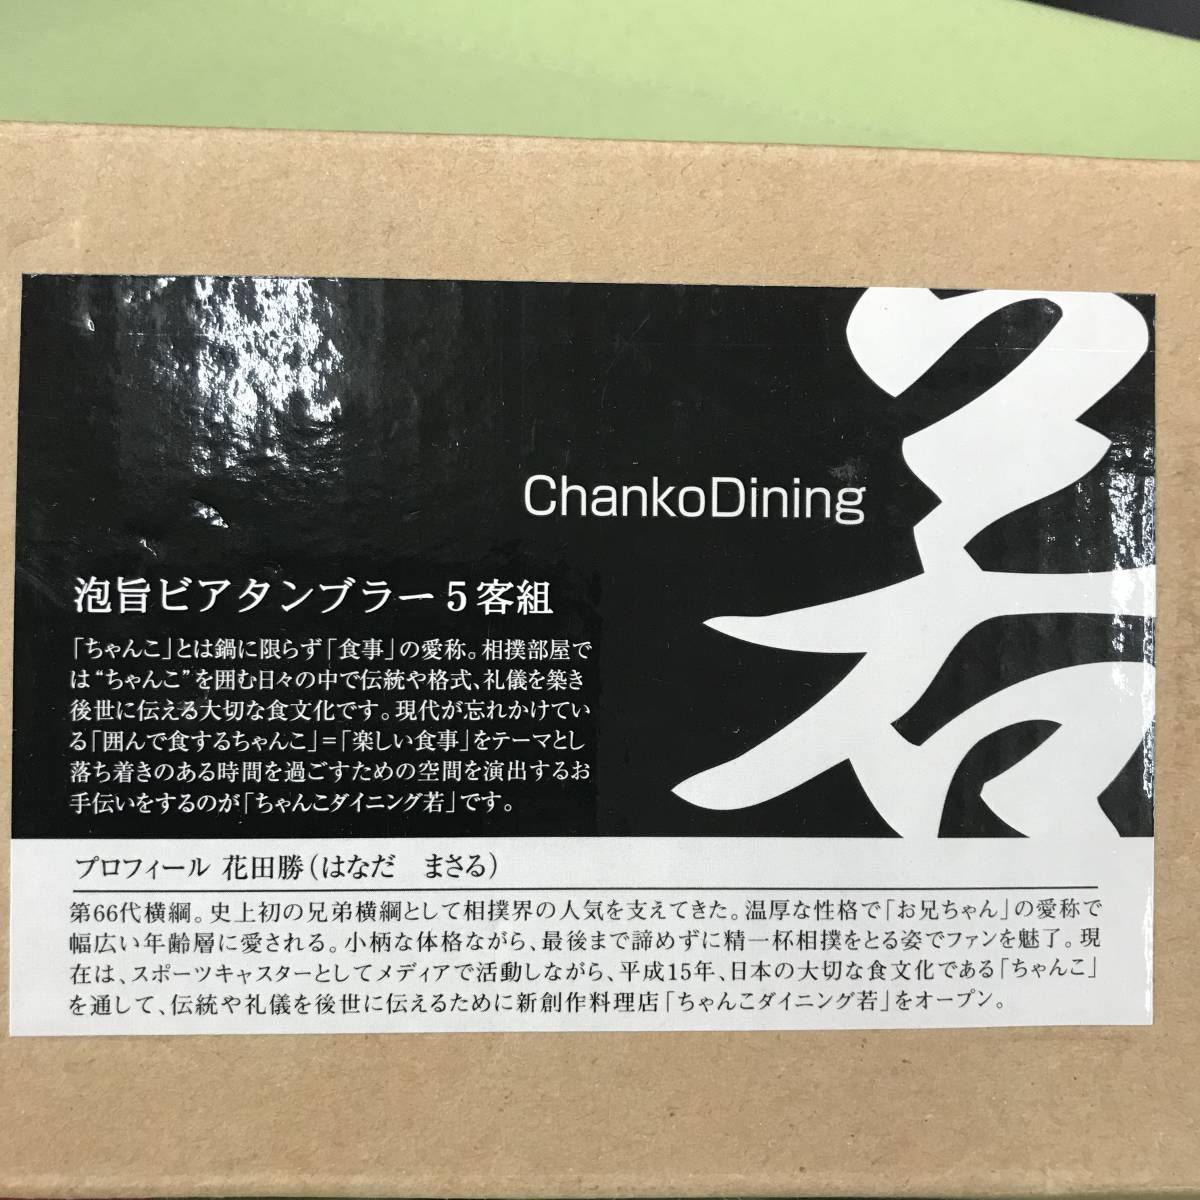 若
ChankoDining
泡旨ビアタンブラー5客組
「ちゃんこ」とは鍋に限らず「食事」の愛称。相撲部屋で
は“ちゃんこ”を囲む日々の中で伝統や格式、礼儀を築き
後世に伝える大切な食文化です。現代が忘れかけてい
る「囲んで食するちゃんこ」=「楽しい食事」をテーマとし
落ち着きのある時間を過ごすための空間を演出するお
手伝いをするのが「ちゃんこダイニング若」です。
プロフィール 花田勝(はなだ　まさる)
第66代横綱。史上初の兄弟横綱として相撲界の人気を支えてきた。温厚な性格で「お兄ちゃん」の愛称で
幅広い年齢層に愛される。小柄な体格ながら、最後まで諦めずに精一杯相撲をとる姿でファンを魅了。現
在は、スポーツキャスターとしてメディアで活動しながら、平成15年、日本の大切な食文化である「ちゃんこ」
を通して、伝統や礼儀を後世に伝えるために新創作料理店「ちゃんこダイニング若」をオープン。